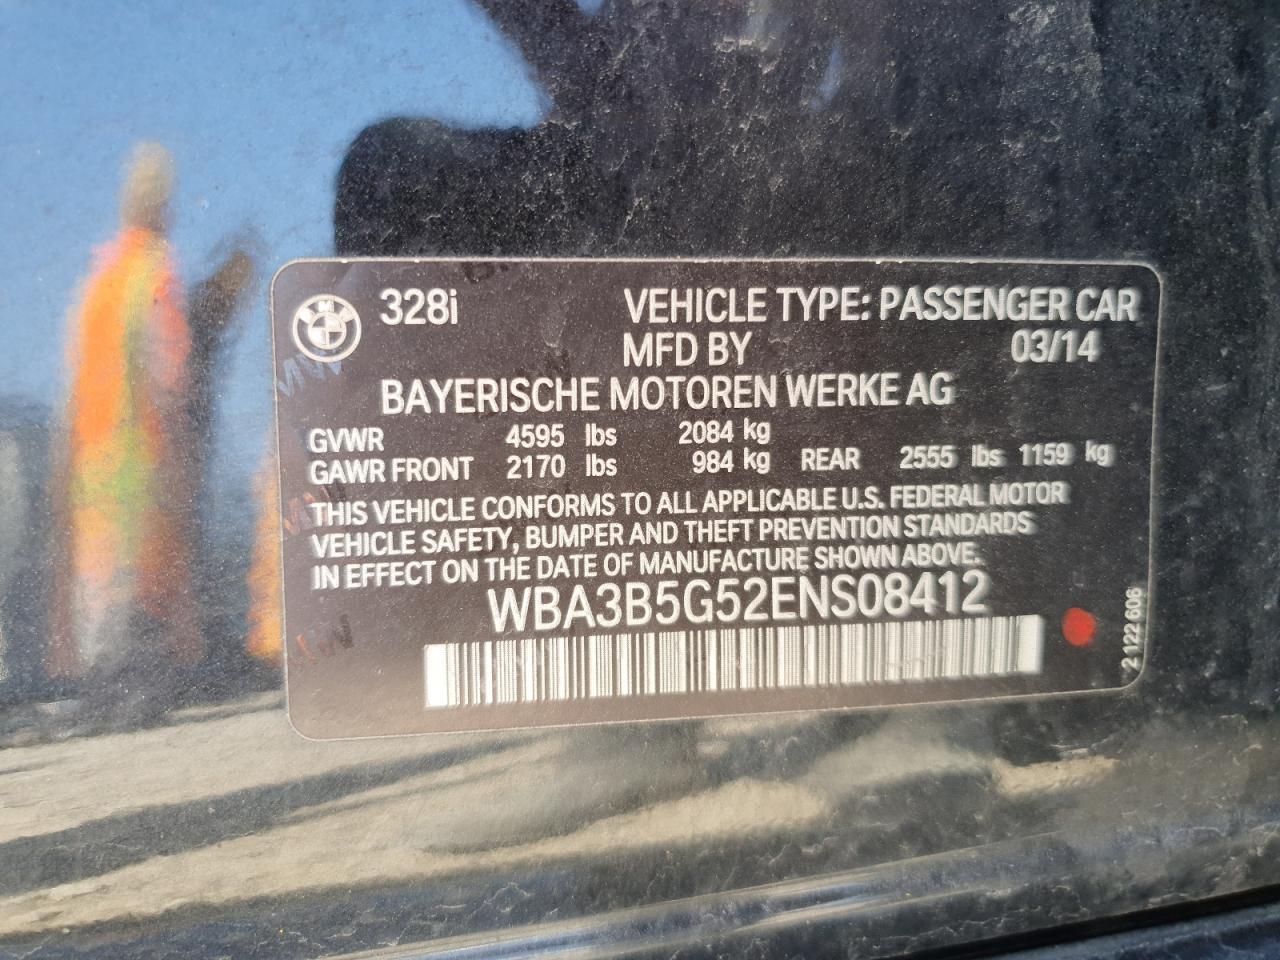 328i VEHICLE TYPE: PASSENGER CAR
MFD BY 03/14
BAYERISCHE MOTOREN WERKE AG
GVWR 4595 lbs 2084 kg
GAWR FRONT 2170 lbs 984 kg REAR 2555 lbs 1159 kg
THIS VEHICLE CONFORMS TO ALL APPLICABLE U.S. FEDERAL MOTOR
VEHICLE SAFETY, BUMPER AND THEFT PREVENTION STANDARDS
IN EFFECT ON THE DATE OF MANUFACTURE SHOWN ABOVE.
WBA3B5G52ENS08412
2 122 606